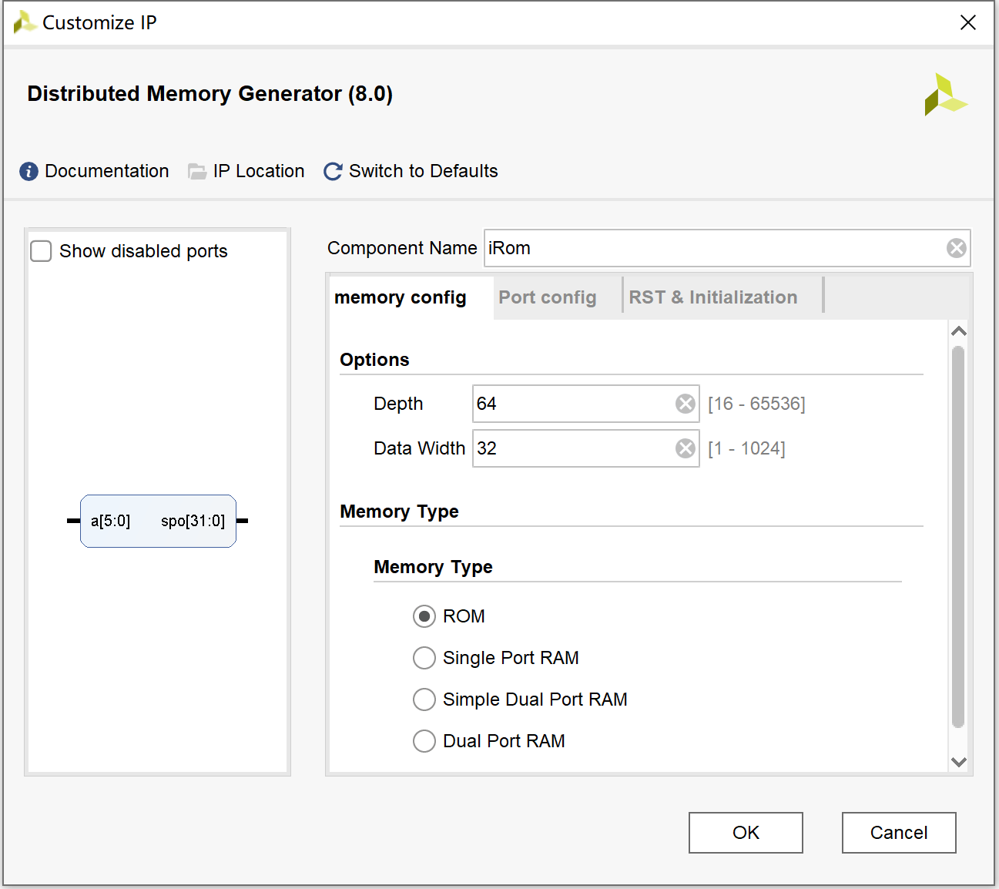 Customize IP
Distributed Memory Generator (8.0)
Documentation IP Location Switch to Defaults
Show disabled ports
a[5:0] spo[31:0]
Component Name iRom
memory config Port config RST & Initialization
Options
Depth 64 [16 - 65536]
Data Width 32 [1 - 1024]
Memory Type
Memory Type
ROM
Single Port RAM
Simple Dual Port RAM
Dual Port RAM
OK Cancel